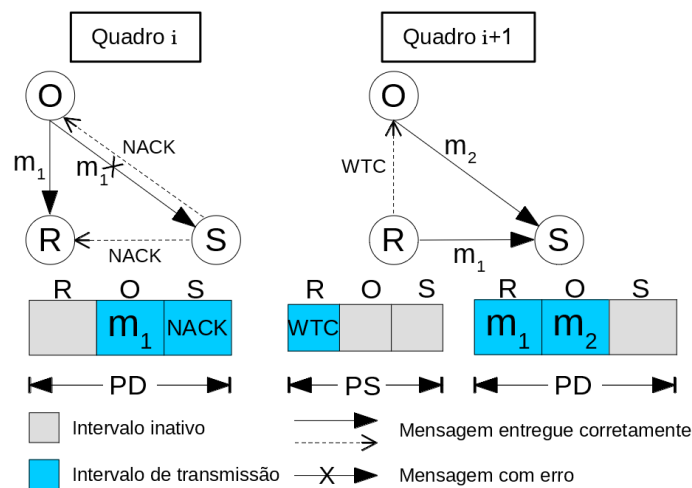 Quadro i
Quadro i+1
O
NACK
m1
m1
R
NACK
S
O
m2
WTC
R
m1
S
R O S
m1 NACK
PD
R O S
WTC
PS
R O S
m1 m2
PD
Intervalo inativo
Intervalo de transmissão
Mensagem entregue corretamente
X
Mensagem com erro